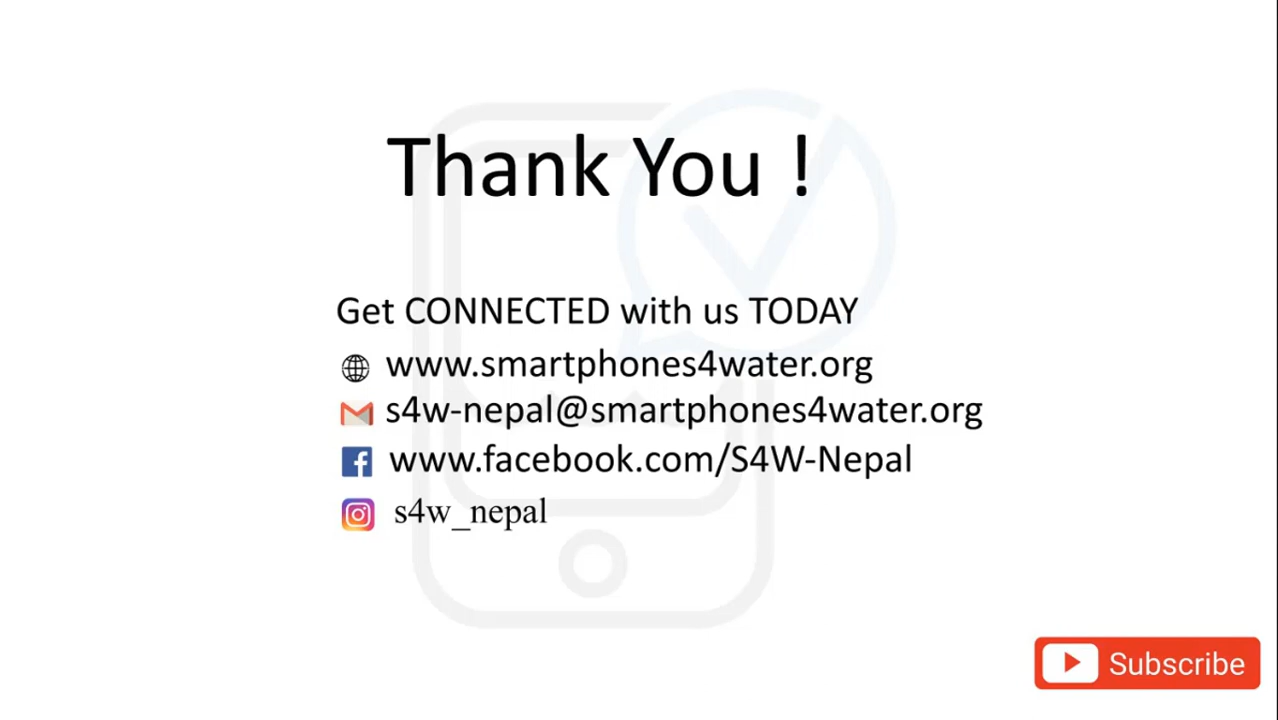 Thank You !
Get CONNECTED with us TODAY
www.smartphones4water.org
s4w-nepal@smartphones4water.org
www.facebook.com/S4W-Nepal
s4w_nepal
Subscribe